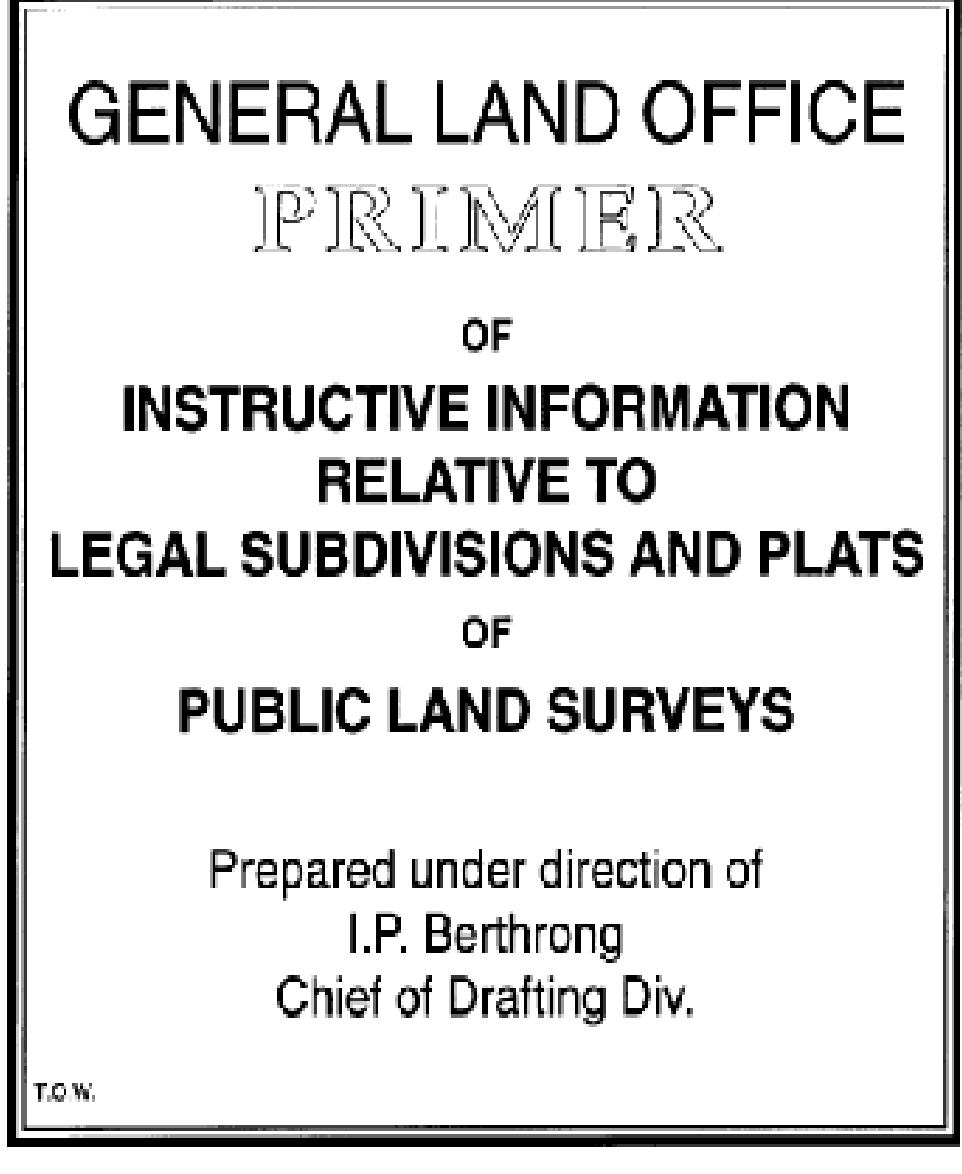 GENERAL LAND OFFICE
PRIMER
OF
INSTRUCTIVE INFORMATION
RELATIVE TO
LEGAL SUBDIVISIONS AND PLATS
OF
PUBLIC LAND SURVEYS
Prepared under direction of
I.P. Berthrong
Chief of Drafting Div.
T.O.W.